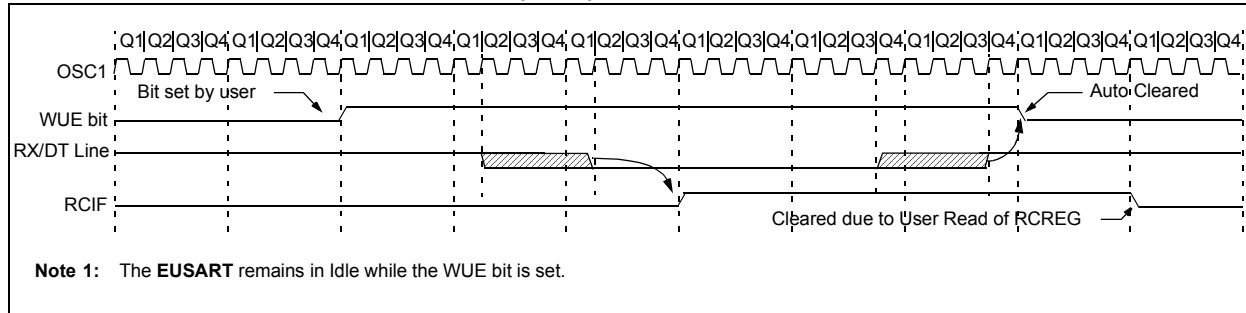 Q1 Q2 Q3 Q4 Q1 Q2 Q3 Q4 Q1 Q2 Q3 Q4 Q1 Q2 Q3 Q4 Q1 Q2 Q3 Q4 Q1 Q2 Q3 Q4 Q1 Q2 Q3 Q4 Q1 Q2 Q3 Q4 Q1 Q2 Q3 Q4 Q1 Q2 Q3 Q4
OSC1
Bit set by user
Auto Cleared
WUE bit
RX/DT Line
RCIF
Cleared due to User Read of RCREG
Note 1: The EUSART remains in Idle while the WUE bit is set.